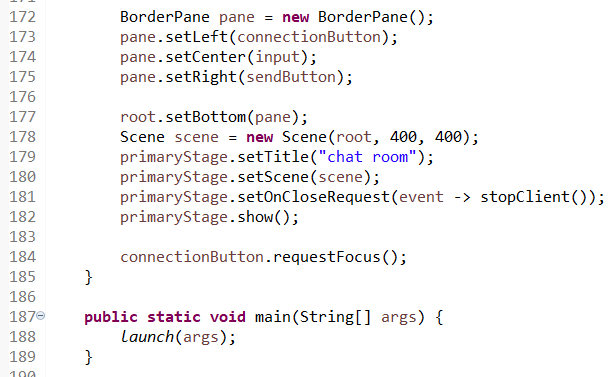 172 BorderPane pane = new BorderPane();
173 pane.setLeft(connectionButton);
174 pane.setCenter(input);
175 pane.setRight(sendButton);
176
177 root.setBottom(pane);
178 Scene scene = new Scene(root, 400, 400);
179 primaryStage.setTitle("chat room");
180 primaryStage.setScene(scene);
181 primaryStage.setOnCloseRequest(event -> stopClient());
182 primaryStage.show();
183
184 connectionButton.requestFocus();
185 }
186
187 public static void main(String[] args) {
188 launch(args);
189 }